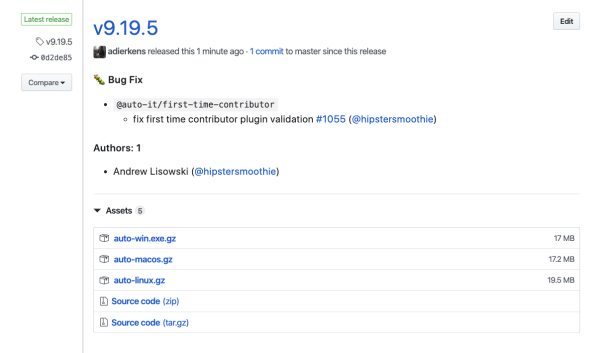 Latest release
v9.19.5
0d2de85
Compare
v9.19.5
Edit
adierkens released this 1 minute ago · 1 commit to master since this release
Bug Fix
@auto-it/first-time-contributor
fix first time contributor plugin validation #1055 (@hipstersmoothie)
Authors: 1
Andrew Lisowski (@hipstersmoothie)
Assets 5
auto-win.exe.gz 17 MB
auto-macos.gz 17.2 MB
auto-linux.gz 19.5 MB
Source code (zip)
Source code (tar.gz)